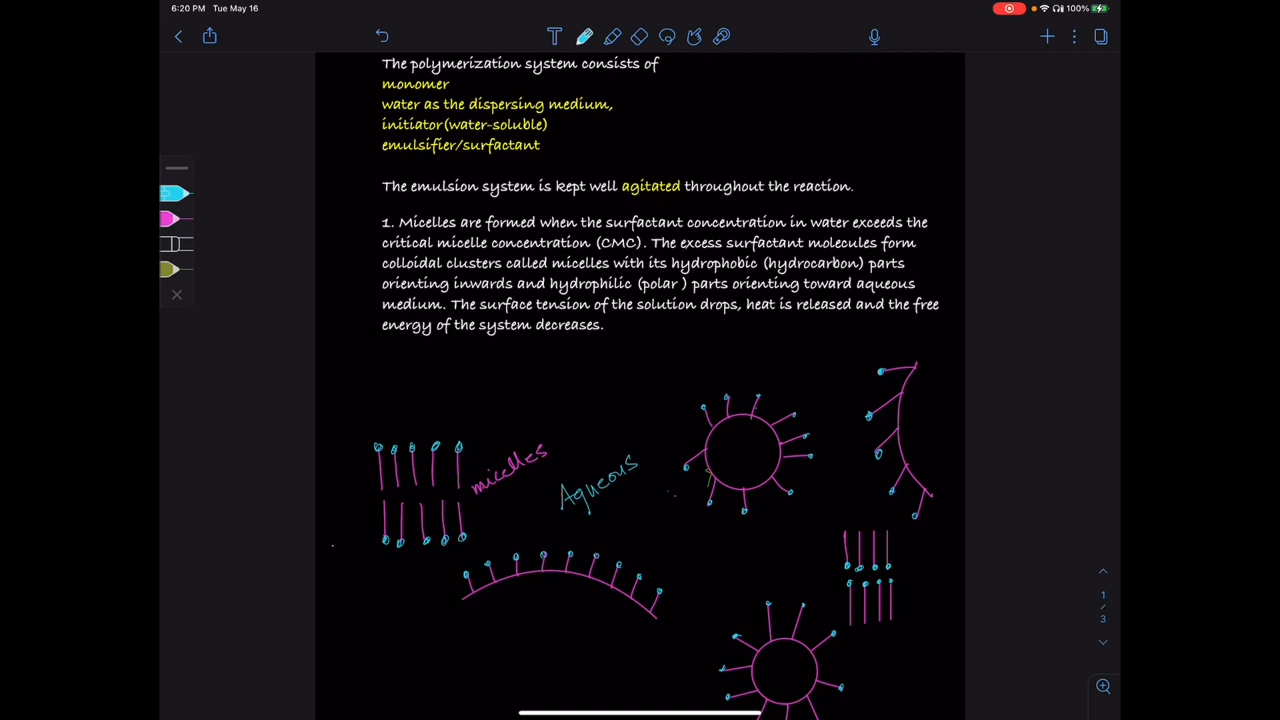 6:20 PM Tue May 16
100%
The polymerization system consists of
monomer
water as the dispersing medium,
initiator(water-soluble)
emulsifier/surfactant
The emulsion system is kept well agitated throughout the reaction.
1. Micelles are formed when the surfactant concentration in water exceeds the
critical micelle concentration (CMC). The excess surfactant molecules form
colloidal clusters called micelles with its hydrophobic (hydrocarbon) parts
orienting inwards and hydrophilic (polar ) parts orienting toward aqueous
medium. The surface tension of the solution drops, heat is released and the free
energy of the system decreases.
micelles
Aqueous
1
/
3